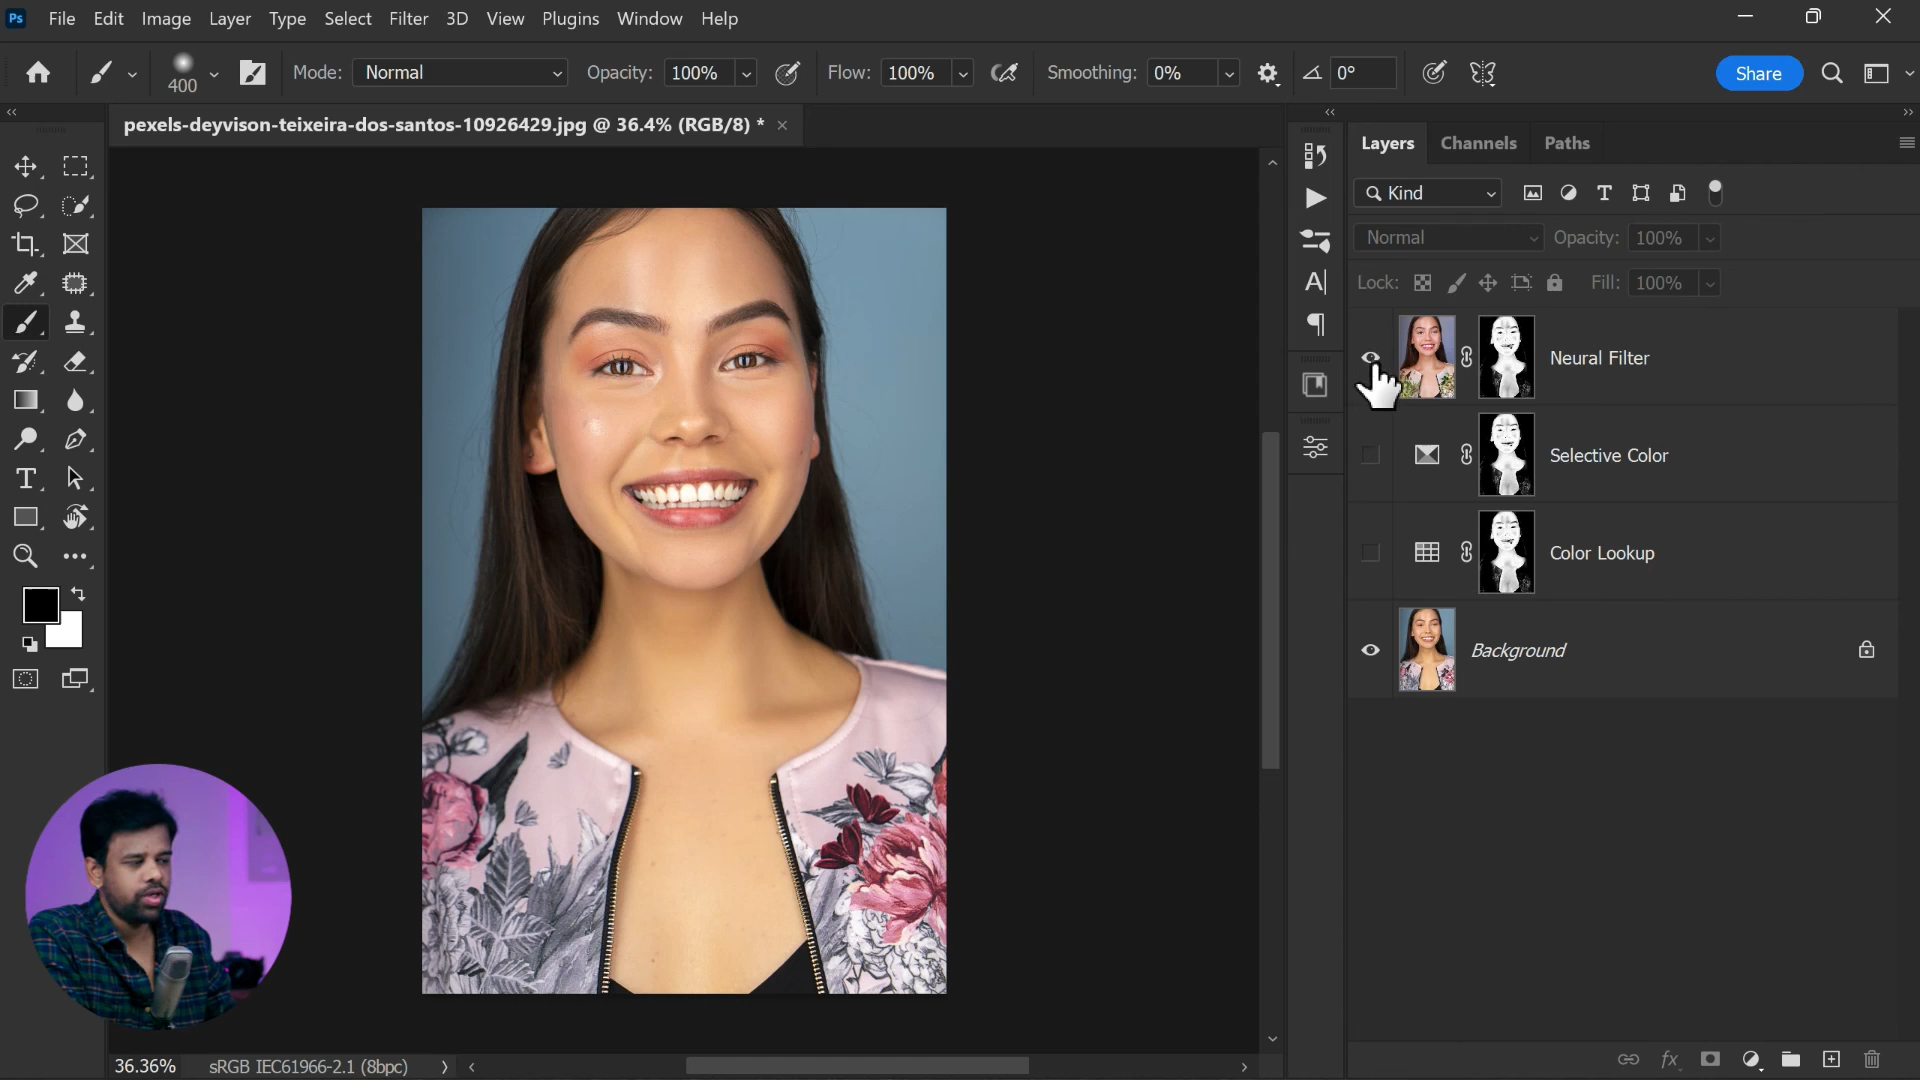 Ps File Edit Image Layer Type Select Filter 3D View Plugins Window Help
400 Mode: Normal Opacity: 100% Flow: 100% Smoothing: 0% 0° Share
pexels-deyvison-teixeira-dos-santos-10926429.jpg @ 36.4% (RGB/8) *
Layers Channels Paths
Kind
Normal Opacity: 100%
Lock: Fill: 100%
Neural Filter
Selective Color
Color Lookup
Background
36.36% sRGB IEC61966-2.1 (8bpc)
fx